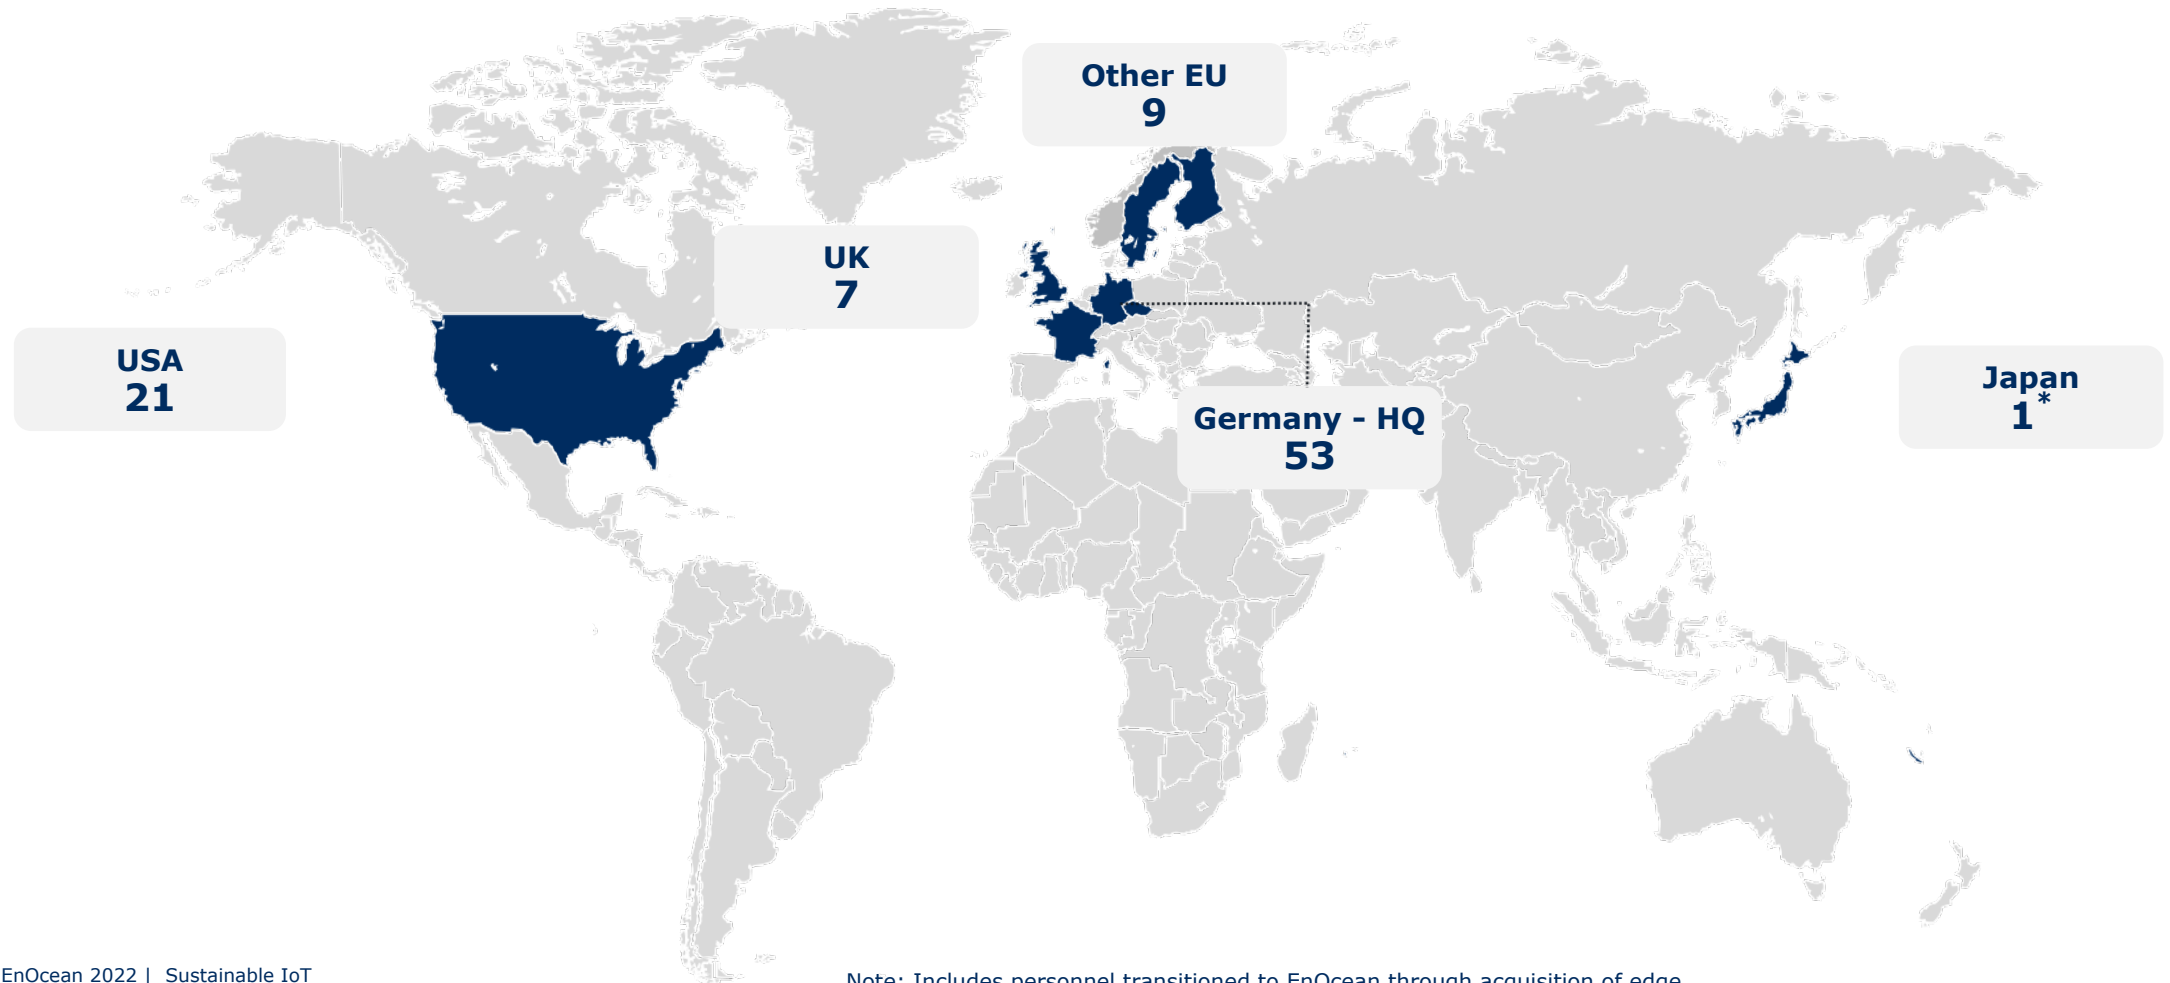 Other EU
9
UK
7
USA
21
Japan
1*
Germany - HQ
53
EnOcean 2022 | Sustainable IoT
Note: Includes personnel transitioned to EnOcean through acquisition of edge